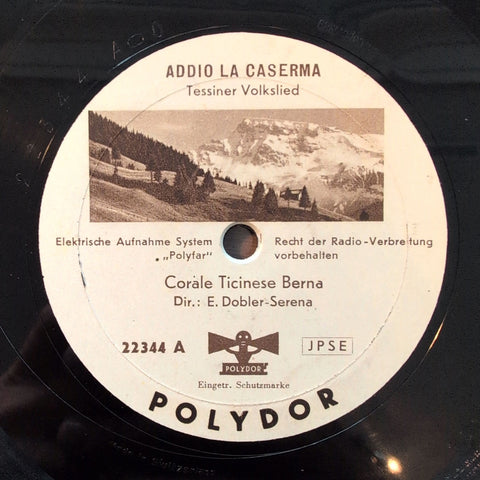 ADDIO LA CASERMA
Tessiner Volkslied
Elektrische Aufnahme System
„Polyfar"
Recht der Radio-Verbreitung
vorbehalten
Corale Ticinese Berna
Dir.: E. Dobler-Serena
22344 A
POLYDOR
JPSE
Eingetr. Schutzmarke
POLYDOR